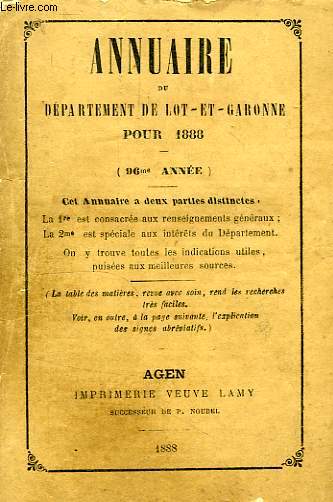 Le-livre.fr
ANNUAIRE
DU
DÉPARTEMENT DE LOT-ET-GARONNE
POUR 1888
( 96me ANNÉE )
Cet Annuaire a deux parties distinctes :
La 1re est consacrée aux renseignements généraux ;
La 2me est spéciale aux intérêts du Département.
On y trouve toutes les indications utiles,
puisées aux meilleures sources.
(La table des matières, revue avec soin, rend les recherches
très faciles.
Voir, en outre, à la page suivante, l'explication
des signes abréviatifs.)
AGEN
IMPRIMERIE VEUVE LAMY
SUCCESSEUR DE P. NOUBEL
1888